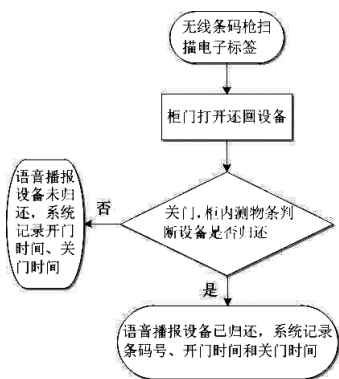 无线条码枪扫
描电子标签
柜门打开还回设备
关门，柜内测物条判
断设备是否归还
否
语音播报
设备未归
还，系统
记录开门
时间、关
门时间
是
语音播报设备已归还，系统记录
条码号、开门时间和关门时间